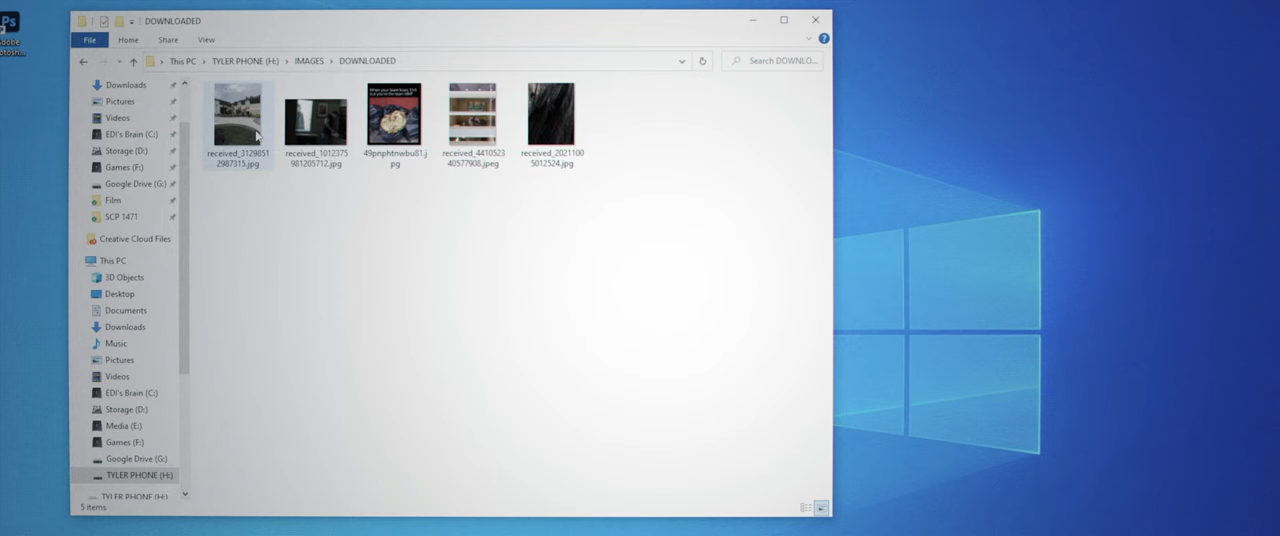 Ps
Adobe
DOWNLOADED
File
Home
Share
View
This PC
TYLER PHONE (H:)
IMAGES
DOWNLOADED
Search DOWNLO...
Downloads
Pictures
Videos
EDI's Brain (C:)
Storage (D:)
Games (F:)
Google Drive (G:)
Film
SCP 1471
Creative Cloud Files
This PC
3D Objects
Desktop
Documents
Downloads
Music
Pictures
Videos
EDI's Brain (C:)
Storage (D:)
Media (E:)
Games (F:)
Google Drive (G:)
TYLER PHONE (H:)
TYLER PHONE (H:)
received_3129851
2987315.jpg
received_1012375
981205712.jpg
49pnphtnwbu81.j
pg
received_4410523
40577908.jpeg
received_2021100
5012524.jpg
5 items